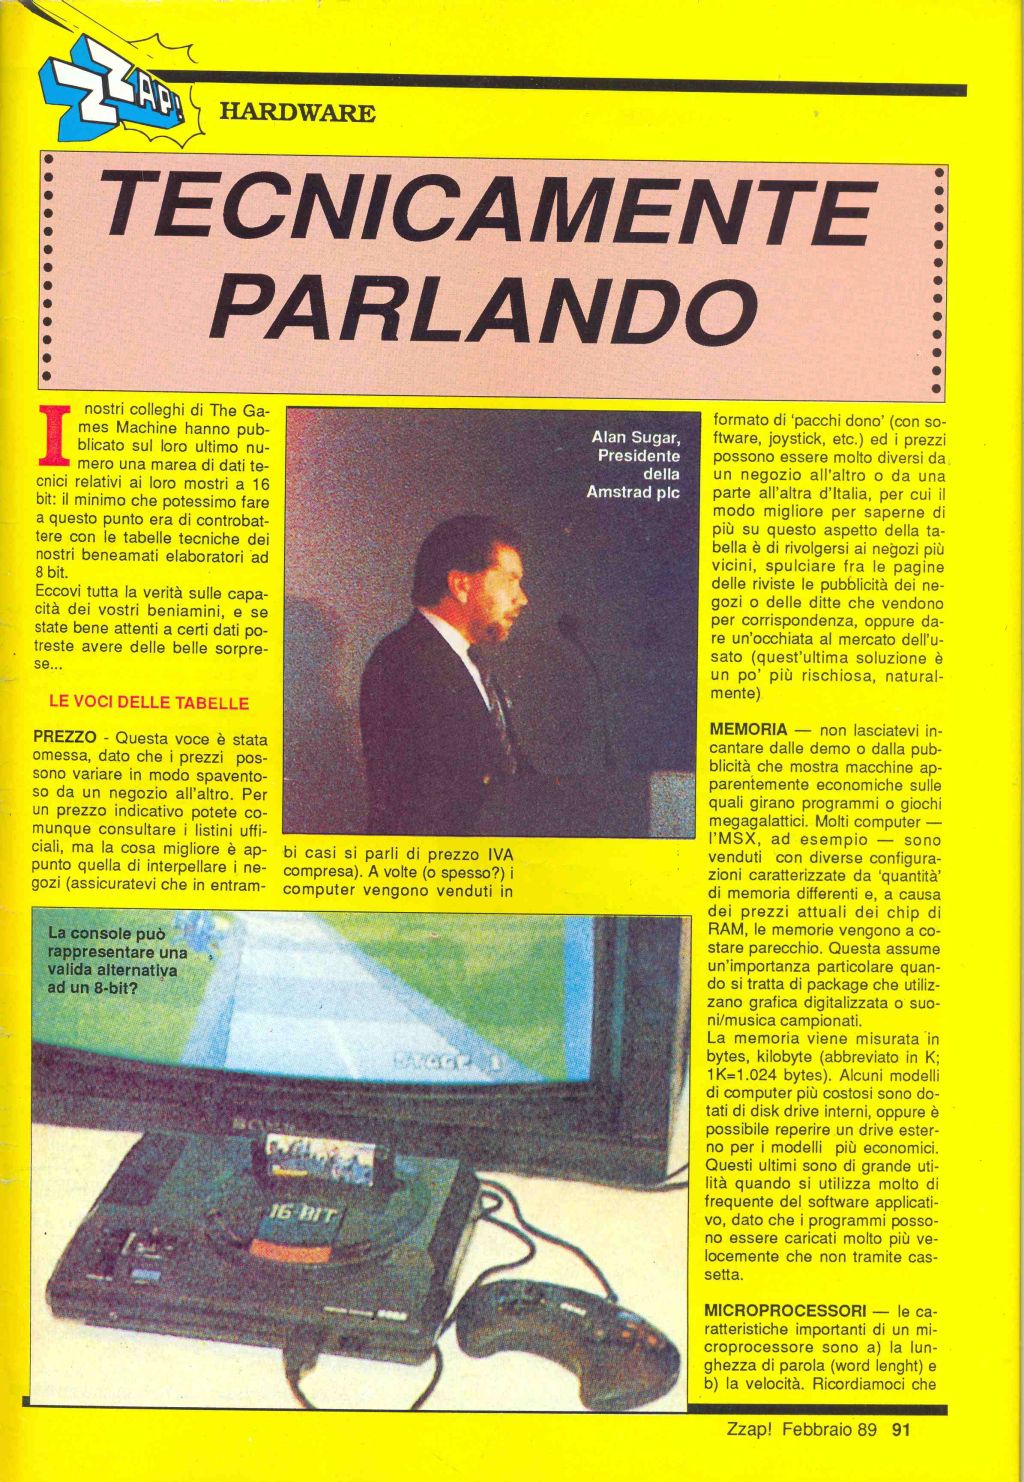 ZZAP!
HARDWARE
TECNICAMENTE
PARLANDO
I nostri colleghi di The Ga-
mes Machine hanno pub-
blicato sul loro ultimo nu-
mero una marea di dati te-
cnici relativi ai loro mostri a 16
bit: il minimo che potessimo fare
a questo punto era di controbat-
tere con le tabelle tecniche dei
nostri beneamati elaboratori ad
8 bit.
Eccovi tutta la verità sulle capa-
cità dei vostri beniamini, e se
state bene attenti a certi dati po-
treste avere delle belle sorpre-
se...
LE VOCI DELLE TABELLE
PREZZO - Questa voce è stata
omessa, dato che i prezzi pos-
sono variare in modo spavento-
so da un negozio all'altro. Per
un prezzo indicativo potete co-
munque consultare i listini uffi-
ciali, ma la cosa migliore è ap-
punto quella di interpellare i ne-
gozi (assicuratevi che in entram-
Alan Sugar,
Presidente
della
Amstrad plc
bi casi si parli di prezzo IVA
compresa). A volte (o spesso?) i
computer vengono venduti in
formato di 'pacchi dono' (con so-
ftware, joystick, etc.) ed i prezzi
possono essere molto diversi da
un negozio all'altro o da una
parte all'altra d'Italia, per cui il
modo migliore per saperne di
più su questo aspetto della ta-
bella è di rivolgersi ai negozi più
vicini, spulciare fra le pagine
delle riviste le pubblicità dei ne-
gozi o delle ditte che vendono
per corrispondenza, oppure da-
re un'occhiata al mercato dell'u-
sato (quest'ultima soluzione è
un po' più rischiosa, natural-
mente)
MEMORIA — non lasciatevi in-
cantare dalle demo o dalla pub-
blicità che mostra macchine ap-
parentemente economiche sulle
quali girano programmi o giochi
megagalattici. Molti computer —
l'MSX, ad esempio — sono
venduti con diverse configura-
zioni caratterizzate da 'quantità'
di memoria differenti e, a causa
dei prezzi attuali dei chip di
RAM, le memorie vengono a co-
stare parecchio. Questa assume
un'importanza particolare quan-
do si tratta di package che utiliz-
zano grafica digitalizzata o suo-
ni/musica campionati.
La memoria viene misurata in
bytes, kilobyte (abbreviato in K;
1K=1.024 bytes). Alcuni modelli
di computer più costosi sono do-
tati di disk drive interni, oppure è
possibile reperire un drive ester-
no per i modelli più economici.
Questi ultimi sono di grande uti-
lità quando si utilizza molto di
frequente del software applicati-
vo, dato che i programmi posso-
no essere caricati molto più ve-
locemente che non tramite cas-
setta.
MICROPROCESSORI — le ca-
ratteristiche importanti di un mi-
croprocessore sono a) la lun-
ghezza di parola (word lenght) e
b) la velocità. Ricordiamoci che
La console può
rappresentare una
valida alternativa
ad un 8-bit?
STAGE 1
16-BIT
Zzap! Febbraio 89 91